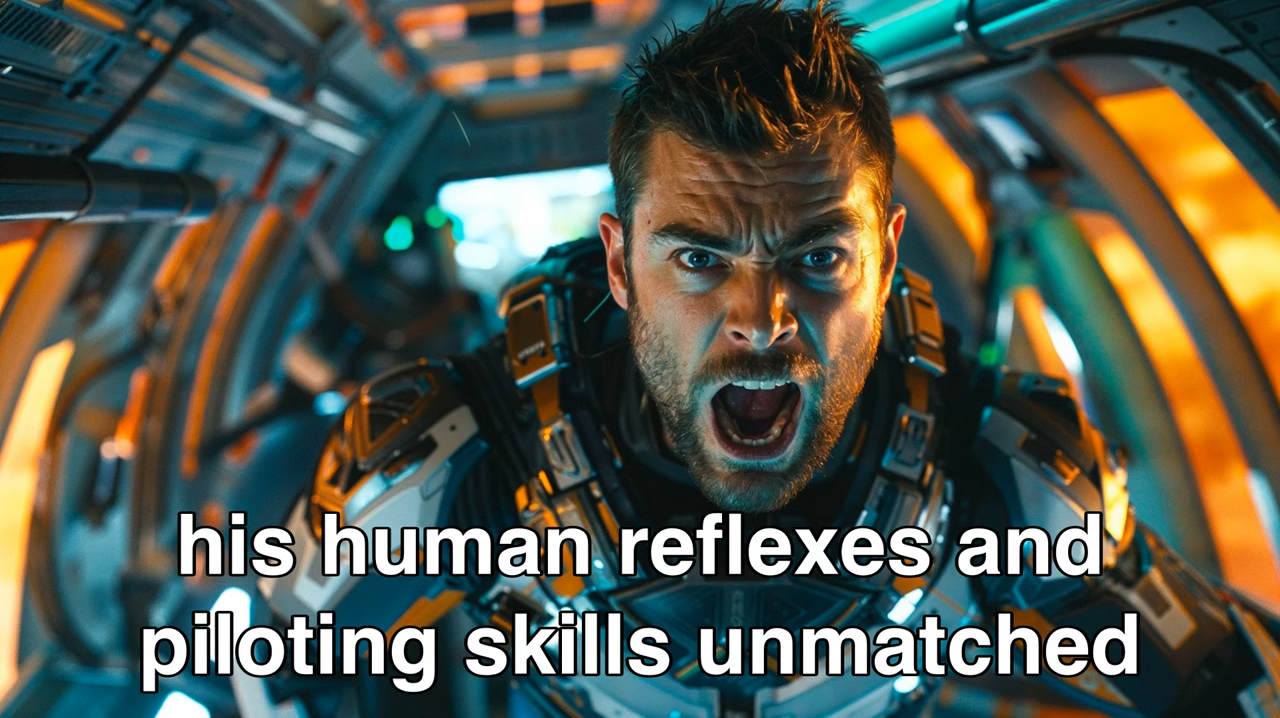 his human reflexes and
piloting skills unmatched